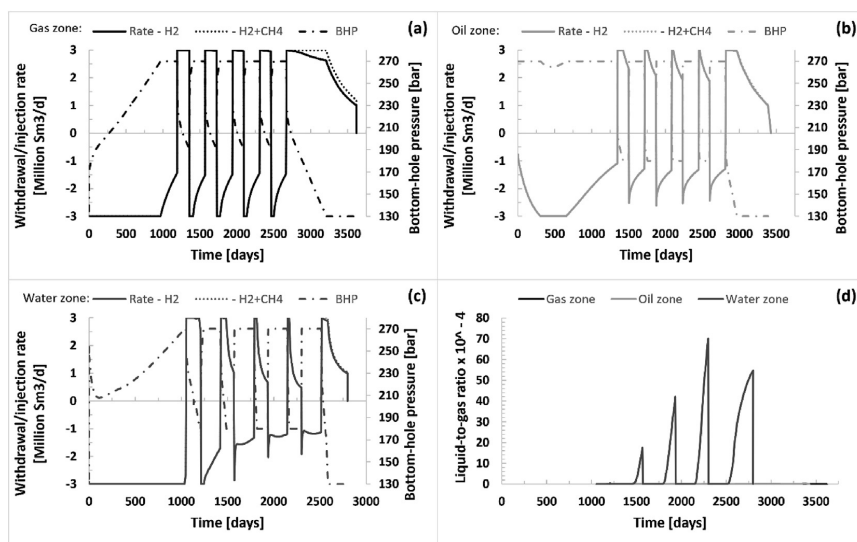 Gas zone: Rate - H2 - H2+CH4 BHP (a)
Withdrawal/injection rate
[Million Sm3/d]
3
2
1
0
-1
-2
-3
270
250
230
210
190
170
150
130
Bottom-hole pressure [bar]
0 500 1000 1500 2000 2500 3000 3500
Time [days]
Oil zone: Rate - H2 - H2+CH4 BHP (b)
Withdrawal/injection rate
[Million Sm3/d]
3
2
1
0
-1
-2
-3
270
250
230
210
190
170
150
130
Bottom-hole pressure [bar]
0 500 1000 1500 2000 2500 3000 3500
Time [days]
Water zone: Rate - H2 - H2+CH4 BHP (c)
Withdrawal/injection rate
[Million Sm3/d]
3
2
1
0
-1
-2
-3
290
270
250
230
210
190
170
150
130
Bottom-hole pressure [bar]
0 500 1000 1500 2000 2500 3000
Time [days]
Gas zone Oil zone Water zone (d)
Liquid-to-gas ratio x 10^ - 4
80
70
60
50
40
30
20
10
0
0 500 1000 1500 2000 2500 3000 3500
Time [days]